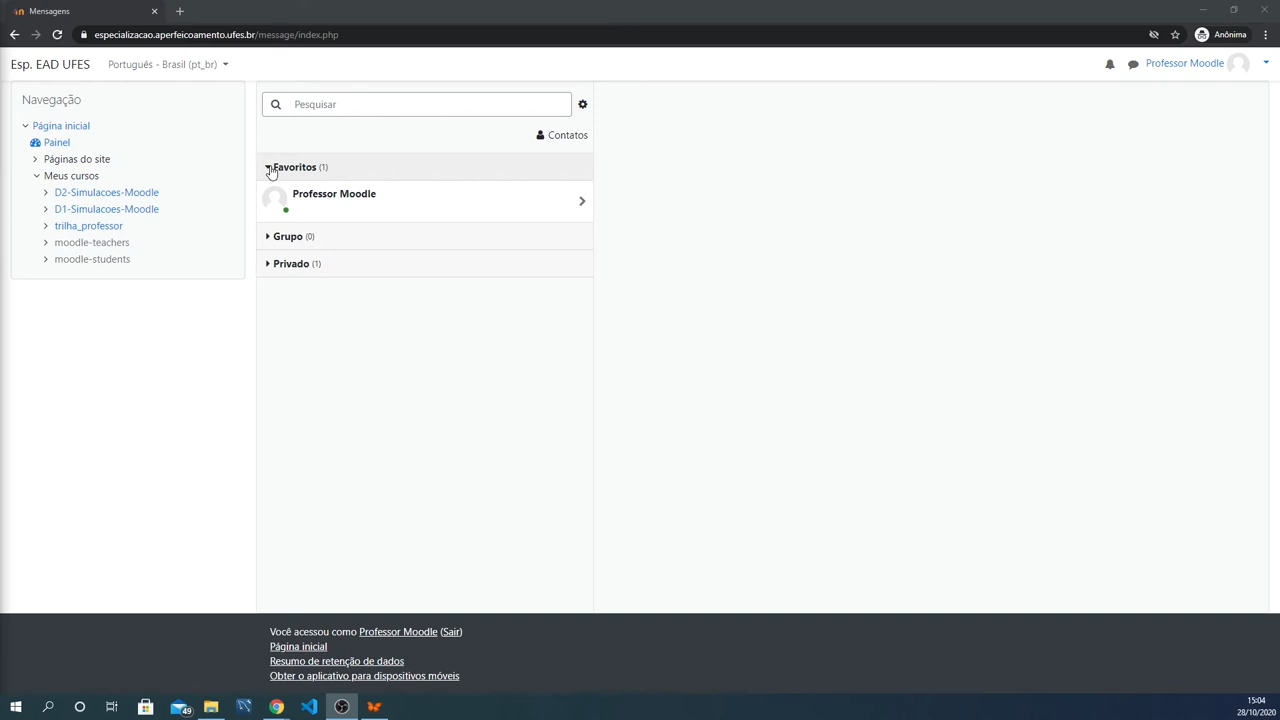 Mensagens
especializacao.aperfeicoamento.ufes.br/message/index.php
Anônima
Esp. EAD UFES
Português - Brasil (pt_br)
Professor Moodle
Navegação
Página inicial
Painel
Páginas do site
Meus cursos
D2-Simulacoes-Moodle
D1-Simulacoes-Moodle
trilha_professor
moodle-teachers
moodle-students
Pesquisar
Contatos
Favoritos (1)
Professor Moodle
Grupo (0)
Privado (1)
Você acessou como Professor Moodle (Sair)
Página inicial
Resumo de retenção de dados
Obter o aplicativo para dispositivos móveis
49
15:04
28/10/2020